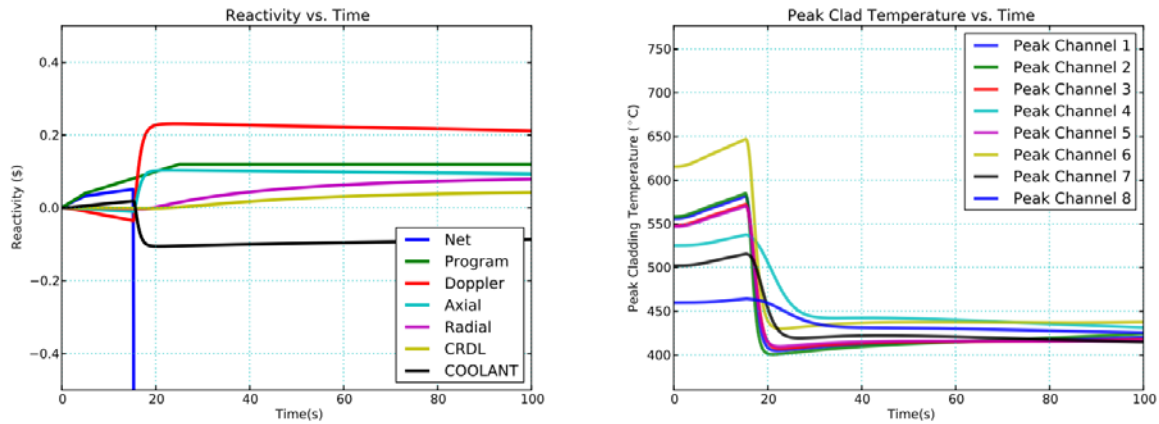 Reactivity vs. Time
0.4
0.2
0.0
−0.2
−0.4
Reactivity ($)
0
20
40
60
80
100
Time(s)
Net
Program
Doppler
Axial
Radial
CRDL
COOLANT
Peak Clad Temperature vs. Time
750
700
650
600
550
500
450
400
Peak Cladding Temperature (°C)
0
20
40
60
80
100
Time(s)
Peak Channel 1
Peak Channel 2
Peak Channel 3
Peak Channel 4
Peak Channel 5
Peak Channel 6
Peak Channel 7
Peak Channel 8